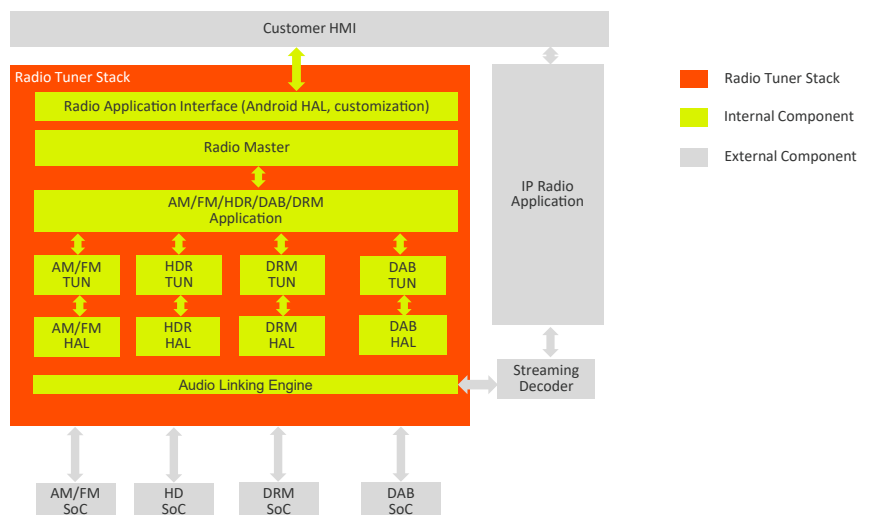 Customer HMI
Radio Tuner Stack
Radio Application Interface (Android HAL, customization)
Radio Master
AM/FM/HDR/DAB/DRM
Application
AM/FM
TUN
HDR
TUN
DRM
TUN
DAB
TUN
AM/FM
HAL
HDR
HAL
DRM
HAL
DAB
HAL
Audio Linking Engine
AM/FM
SoC
HD
SoC
DRM
SoC
DAB
SoC
IP Radio
Application
Streaming
Decoder
Radio Tuner Stack
Internal Component
External Component